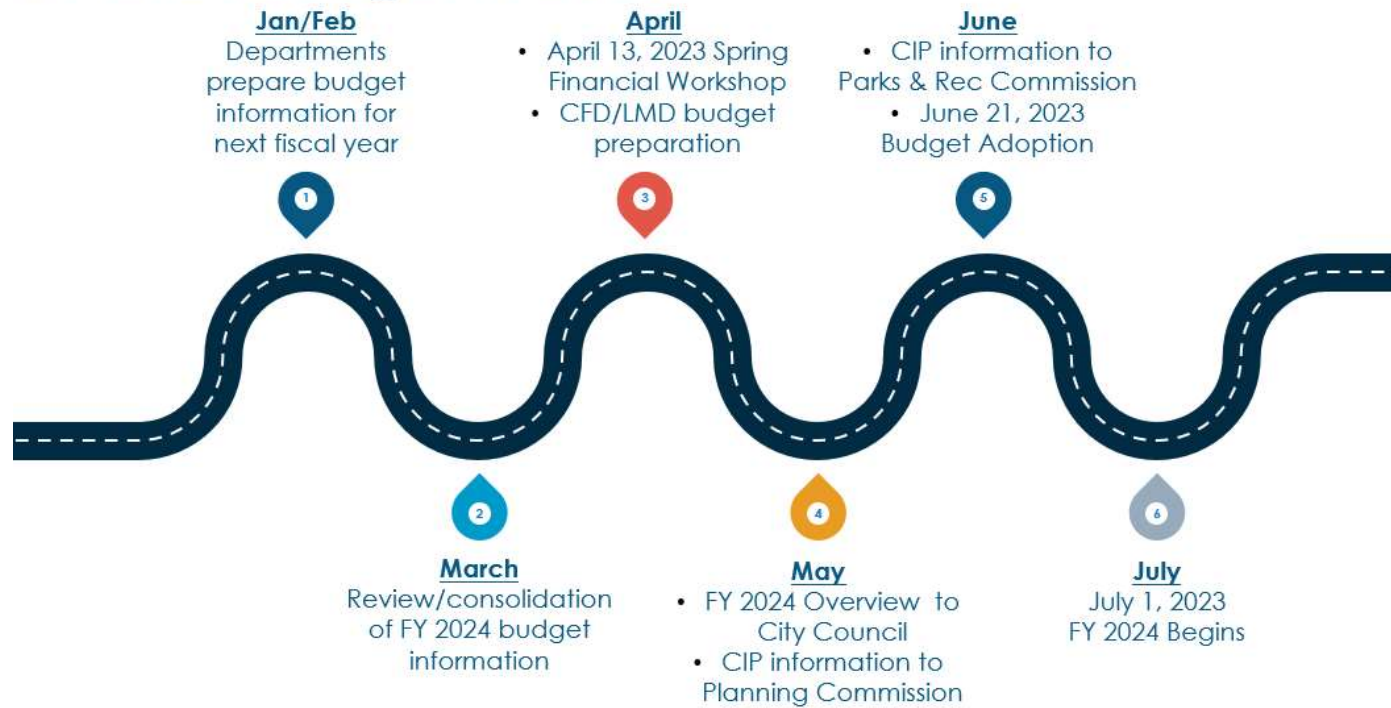 Jan/Feb
Departments
prepare budget
information for
next fiscal year
1
March
Review/consolidation
of FY 2024 budget
information
2
April
• April 13, 2023 Spring
Financial Workshop
• CFD/LMD budget
preparation
3
May
• FY 2024 Overview to
City Council
• CIP information to
Planning Commission
4
June
• CIP information to
Parks & Rec Commission
• June 21, 2023
Budget Adoption
5
July
July 1, 2023
FY 2024 Begins
6